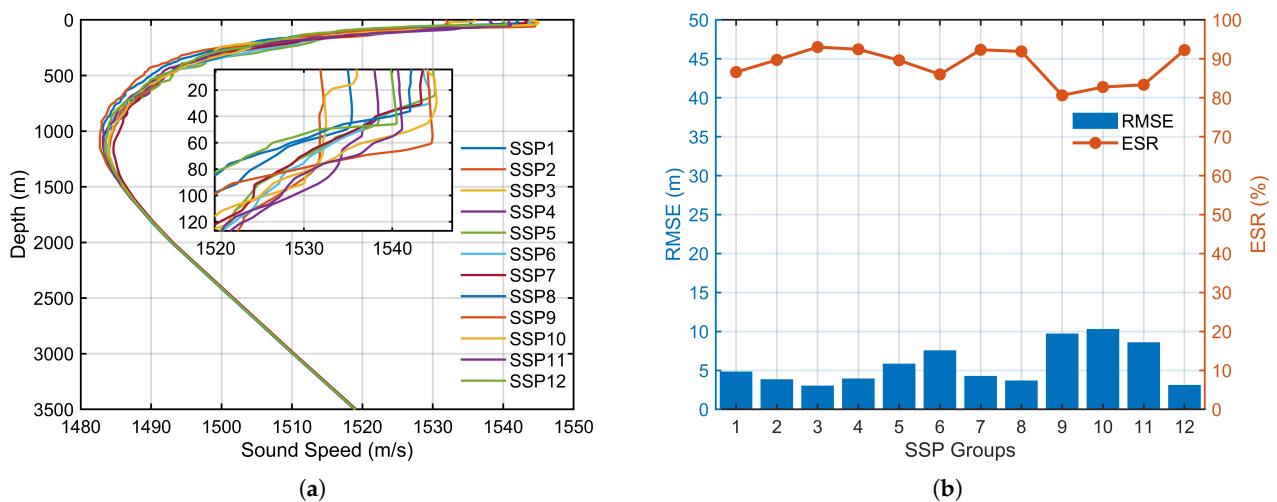 0
500
1000
1500
2000
2500
3000
3500
Depth (m)
1480 1490 1500 1510 1520 1530 1540 1550
Sound Speed (m/s)
20
40
60
80
100
120
1520 1530 1540
SSP1
SSP2
SSP3
SSP4
SSP5
SSP6
SSP7
SSP8
SSP9
SSP10
SSP11
SSP12
(a)
50
45
40
35
30
25
20
15
10
5
0
RMSE (m)
RMSE
ESR
100
90
80
70
60
50
40
30
20
10
0
ESR (%)
1 2 3 4 5 6 7 8 9 10 11 12
SSP Groups
(b)